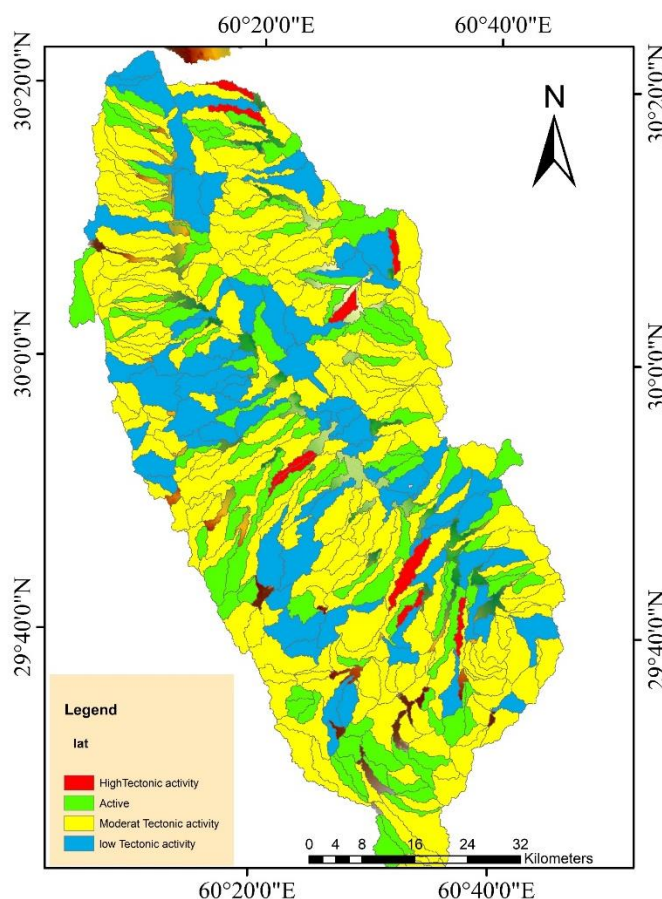 60°20'0"E 60°40'0"E
30°20'0"N
30°20'0"N
N
30°0'0"N
30°0'0"N
29°40'0"N
29°40'0"N
Legend
Iat
HighTectonic activity
Active
Moderat Tectonic activity
low Tectonic activity
0 4 8 16 24 32
Kilometers
60°20'0"E 60°40'0"E